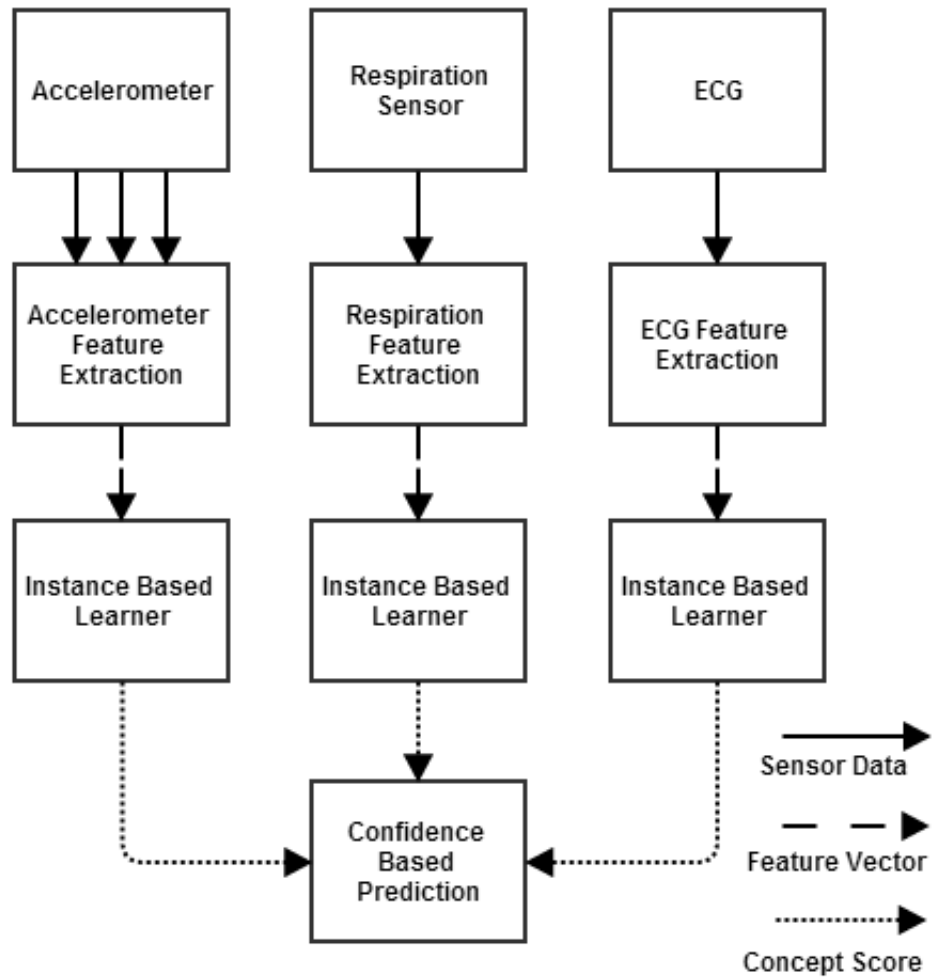 Accelerometer
Respiration
Sensor
ECG
Accelerometer
Feature
Extraction
Respiration
Feature
Extraction
ECG Feature
Extraction
Instance Based
Learner
Instance Based
Learner
Instance Based
Learner
Confidence
Based
Prediction
Sensor Data
Feature Vector
Concept Score